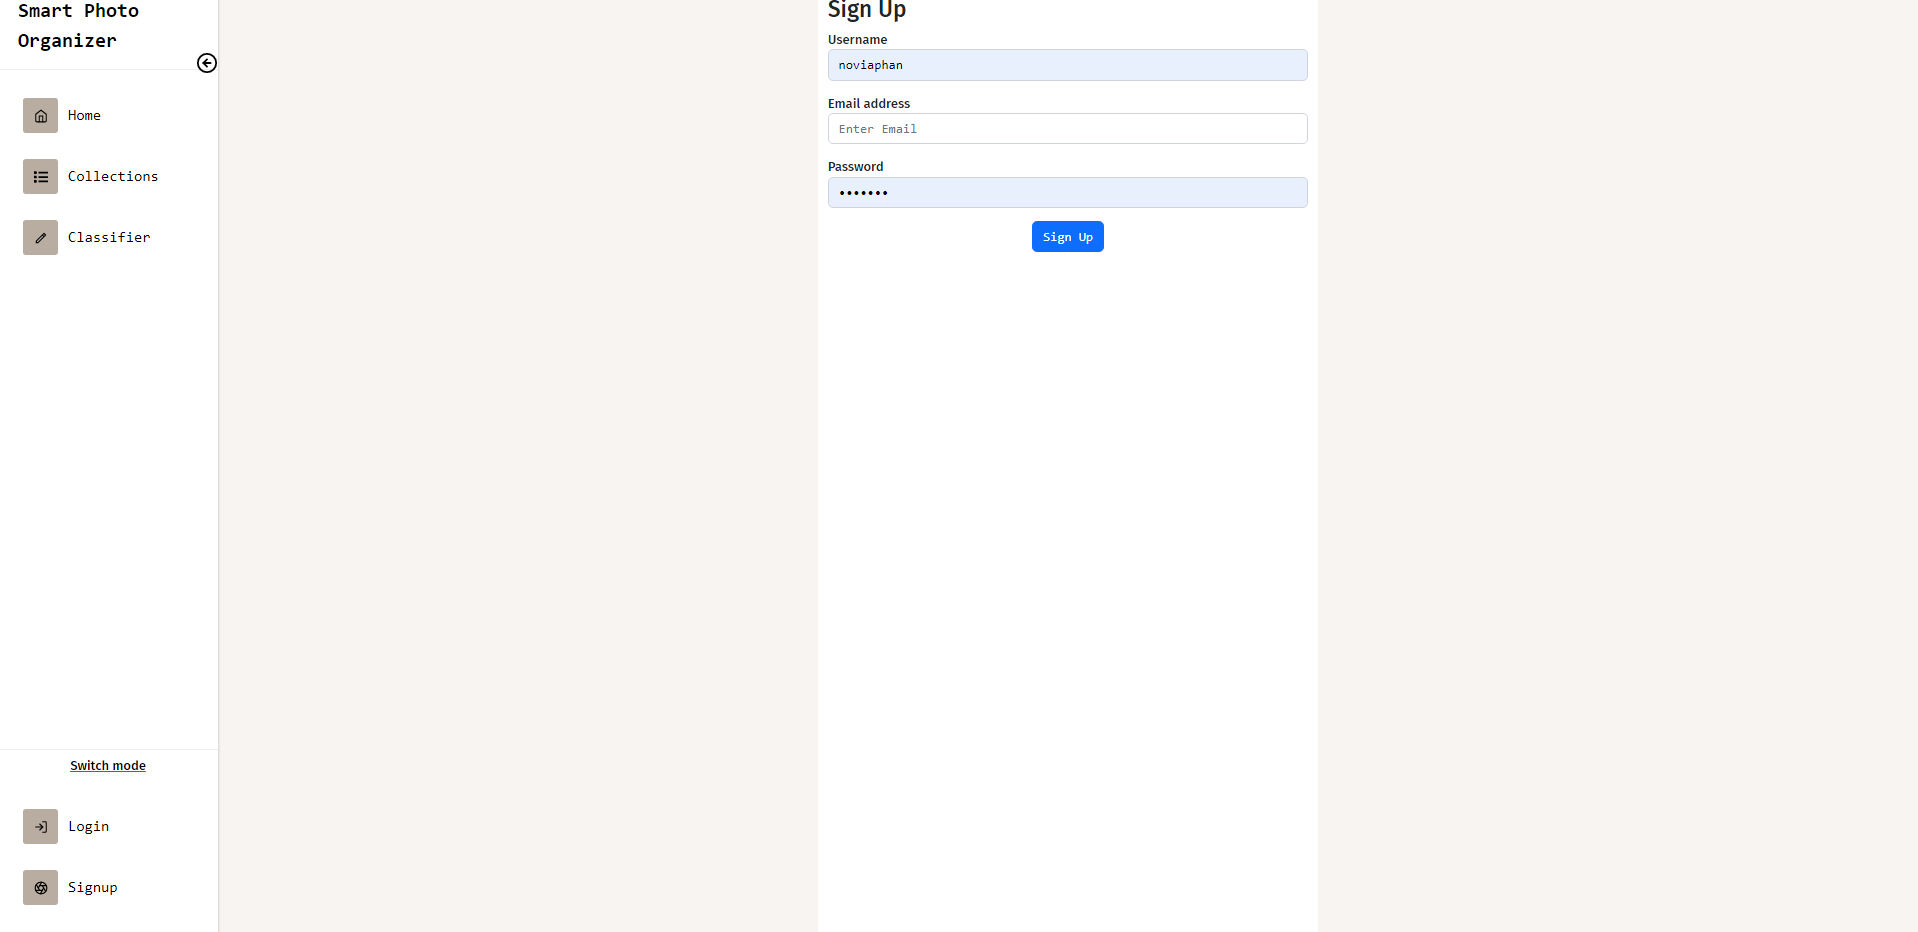 Smart Photo
Organizer
Home
Collections
Classifier
Switch mode
Login
Signup
Sign Up
Username
noviaphan
Email address
Enter Email
Password
•••••••
Sign Up